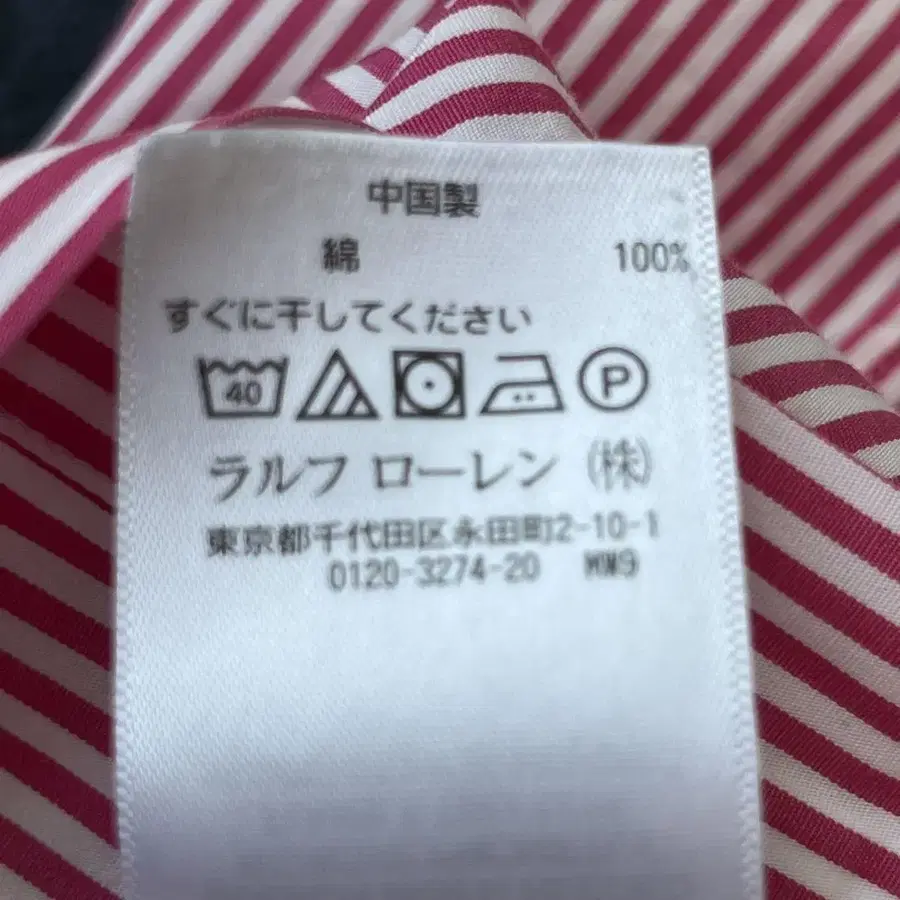 中国製
綿 100%
すぐに干してください
40 P
ラルフ ローレン (株)
東京都千代田区永田町2-10-1
0120-3274-20 MM9